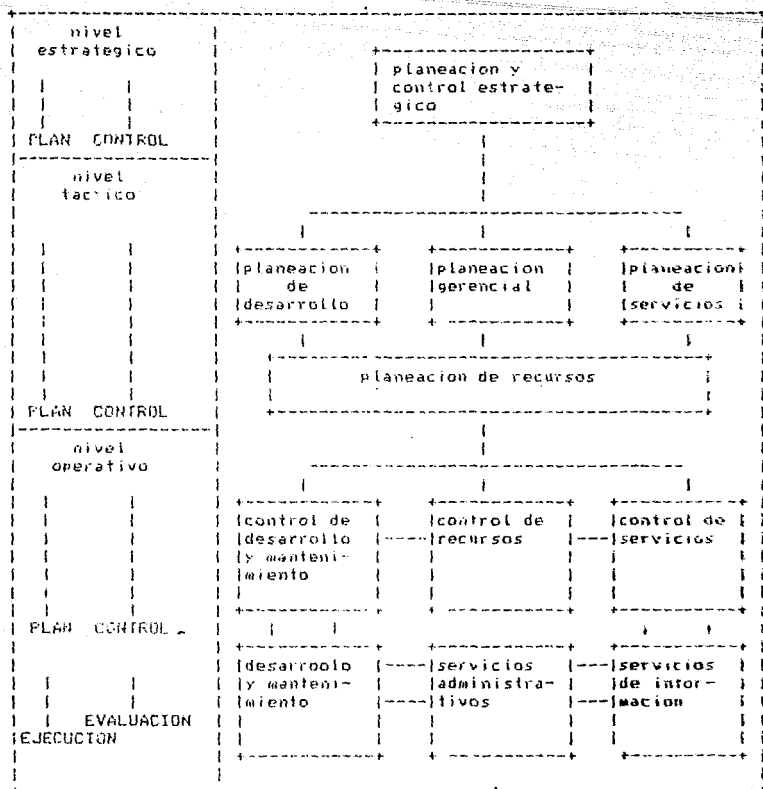 nivel
estrategico
planeacion y
control estrate-
gico
PLAN CONTROL
nivel
tactico
planeacion
de
desarrollo
planeacion
gerencial
planeacion
de
servicios
planeacion de recursos
PLAN CONTROL
nivel
operativo
control de
desarrollo
y manteni-
miento
control de
recursos
control de
servicios
PLAN CONTROL
desarroolo
y manteni-
miento
servicios
administra-
tivos
servicios
de infor-
macion
EVALUACION
EJECUCION